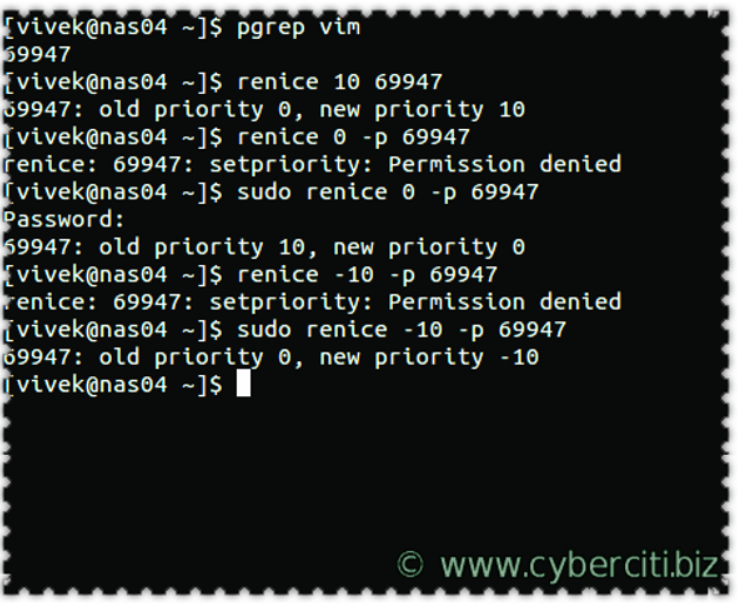 [vivek@nas04 ~]$ pgrep vim
69947
[vivek@nas04 ~]$ renice 10 69947
69947: old priority 0, new priority 10
[vivek@nas04 ~]$ renice 0 -p 69947
renice: 69947: setpriority: Permission denied
[vivek@nas04 ~]$ sudo renice 0 -p 69947
Password:
69947: old priority 10, new priority 0
[vivek@nas04 ~]$ renice -10 -p 69947
renice: 69947: setpriority: Permission denied
[vivek@nas04 ~]$ sudo renice -10 -p 69947
69947: old priority 0, new priority -10
[vivek@nas04 ~]$
© www.cyberciti.biz